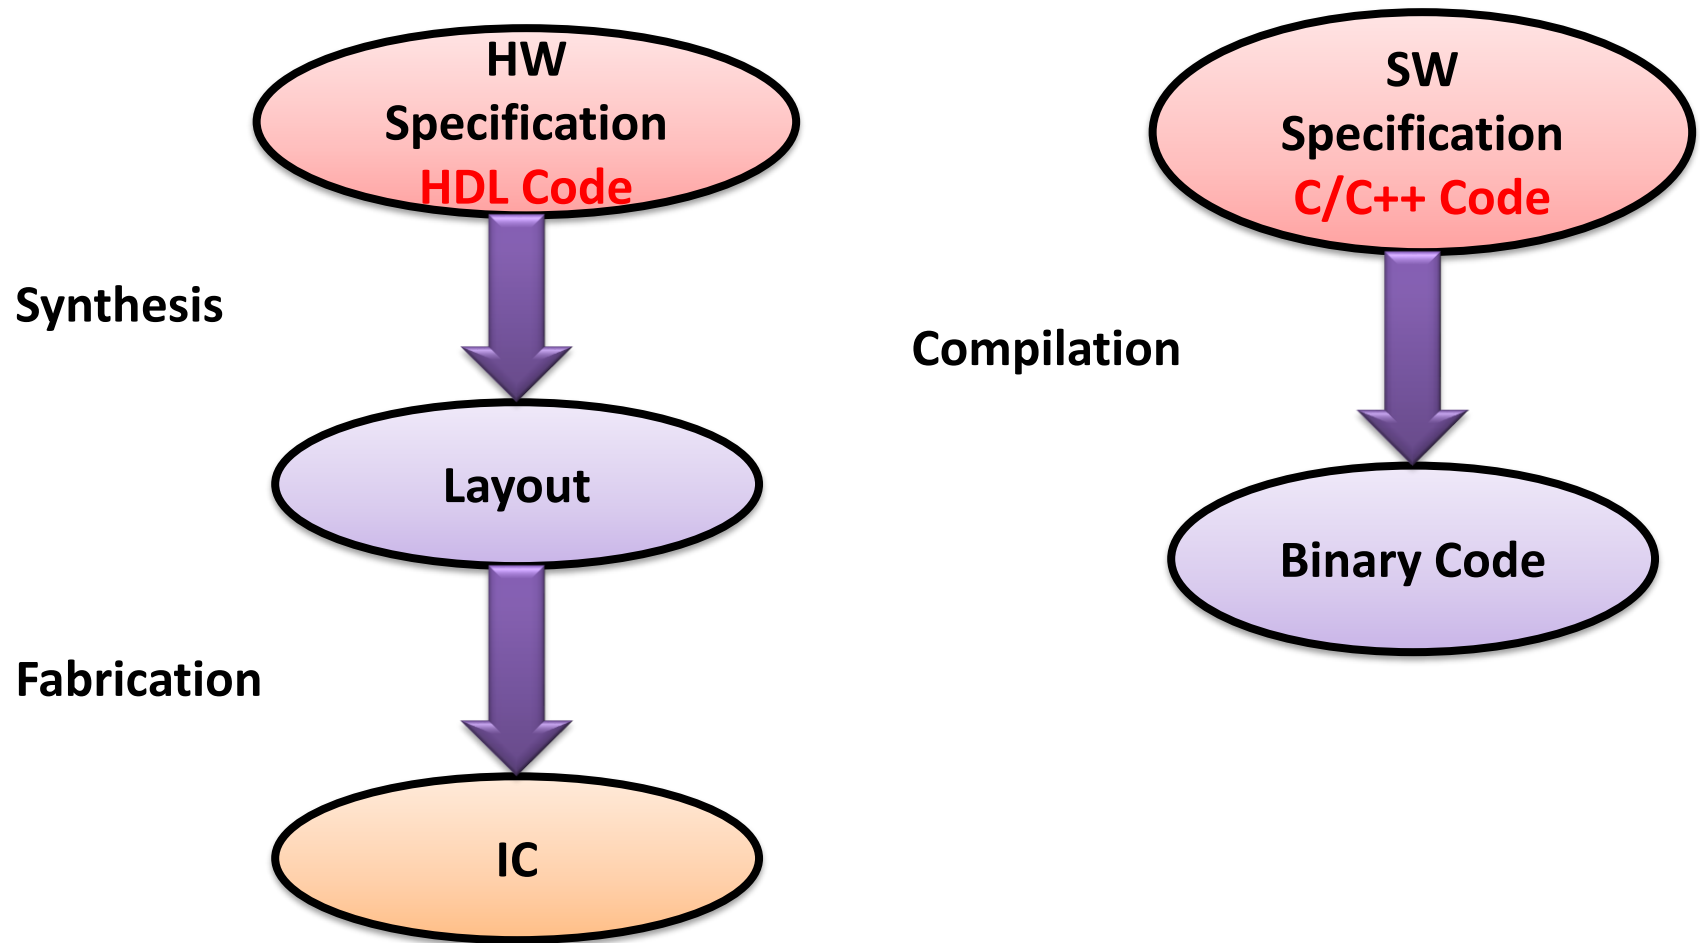 HW
Specification
HDL Code
Synthesis
Layout
Fabrication
IC
SW
Specification
C/C++ Code
Compilation
Binary Code